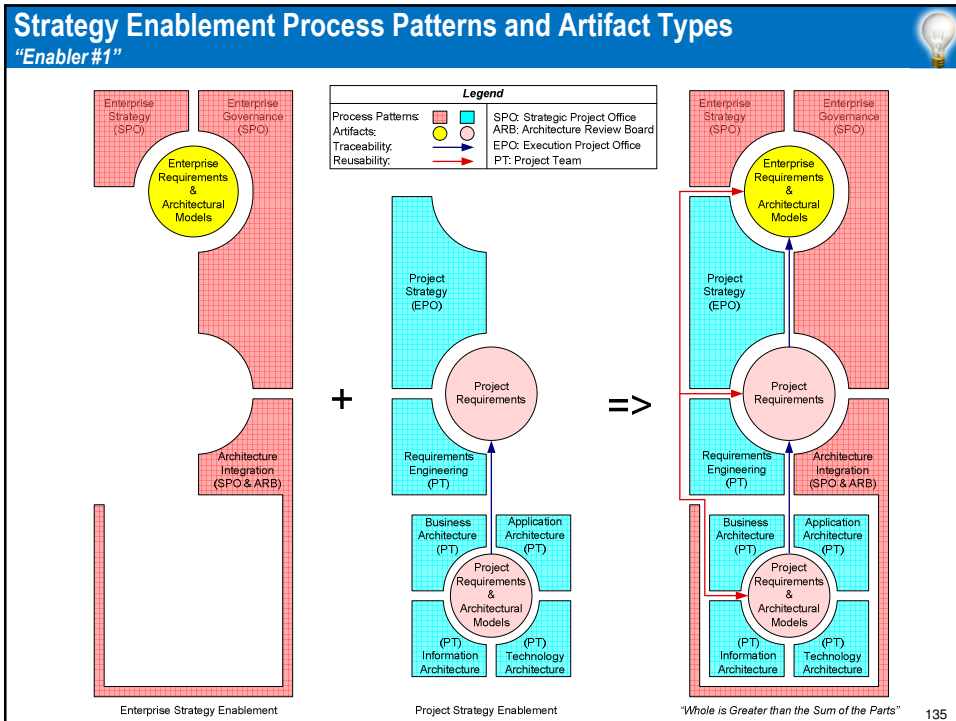 Strategy Enablement Process Patterns and Artifact Types
“Enabler #1”
Enterprise
Strategy
(SPO)
Enterprise
Governance
(SPO)
Enterprise
Requirements
&
Architectural
Models
Architecture
Integration
(SPO & ARB)
Enterprise Strategy Enablement
+
Legend
Process Patterns:
Artifacts:
Traceability:
Reusability:
SPO: Strategic Project Office
ARB: Architecture Review Board
EPO: Execution Project Office
PT: Project Team
Project
Strategy
(EPO)
Project
Requirements
Requirements
Engineering
(PT)
Business
Architecture
(PT)
Application
Architecture
(PT)
Project
Requirements
&
Architectural
Models
(PT)
Information
Architecture
(PT)
Technology
Architecture
Project Strategy Enablement
=>
Enterprise
Strategy
(SPO)
Enterprise
Governance
(SPO)
Enterprise
Requirements
&
Architectural
Models
Project
Strategy
(EPO)
Project
Requirements
Requirements
Engineering
(PT)
Architecture
Integration
(SPO & ARB)
Business
Architecture
(PT)
Application
Architecture
(PT)
Project
Requirements
&
Architectural
Models
(PT)
Information
Architecture
(PT)
Technology
Architecture
“Whole is Greater than the Sum of the Parts”
135